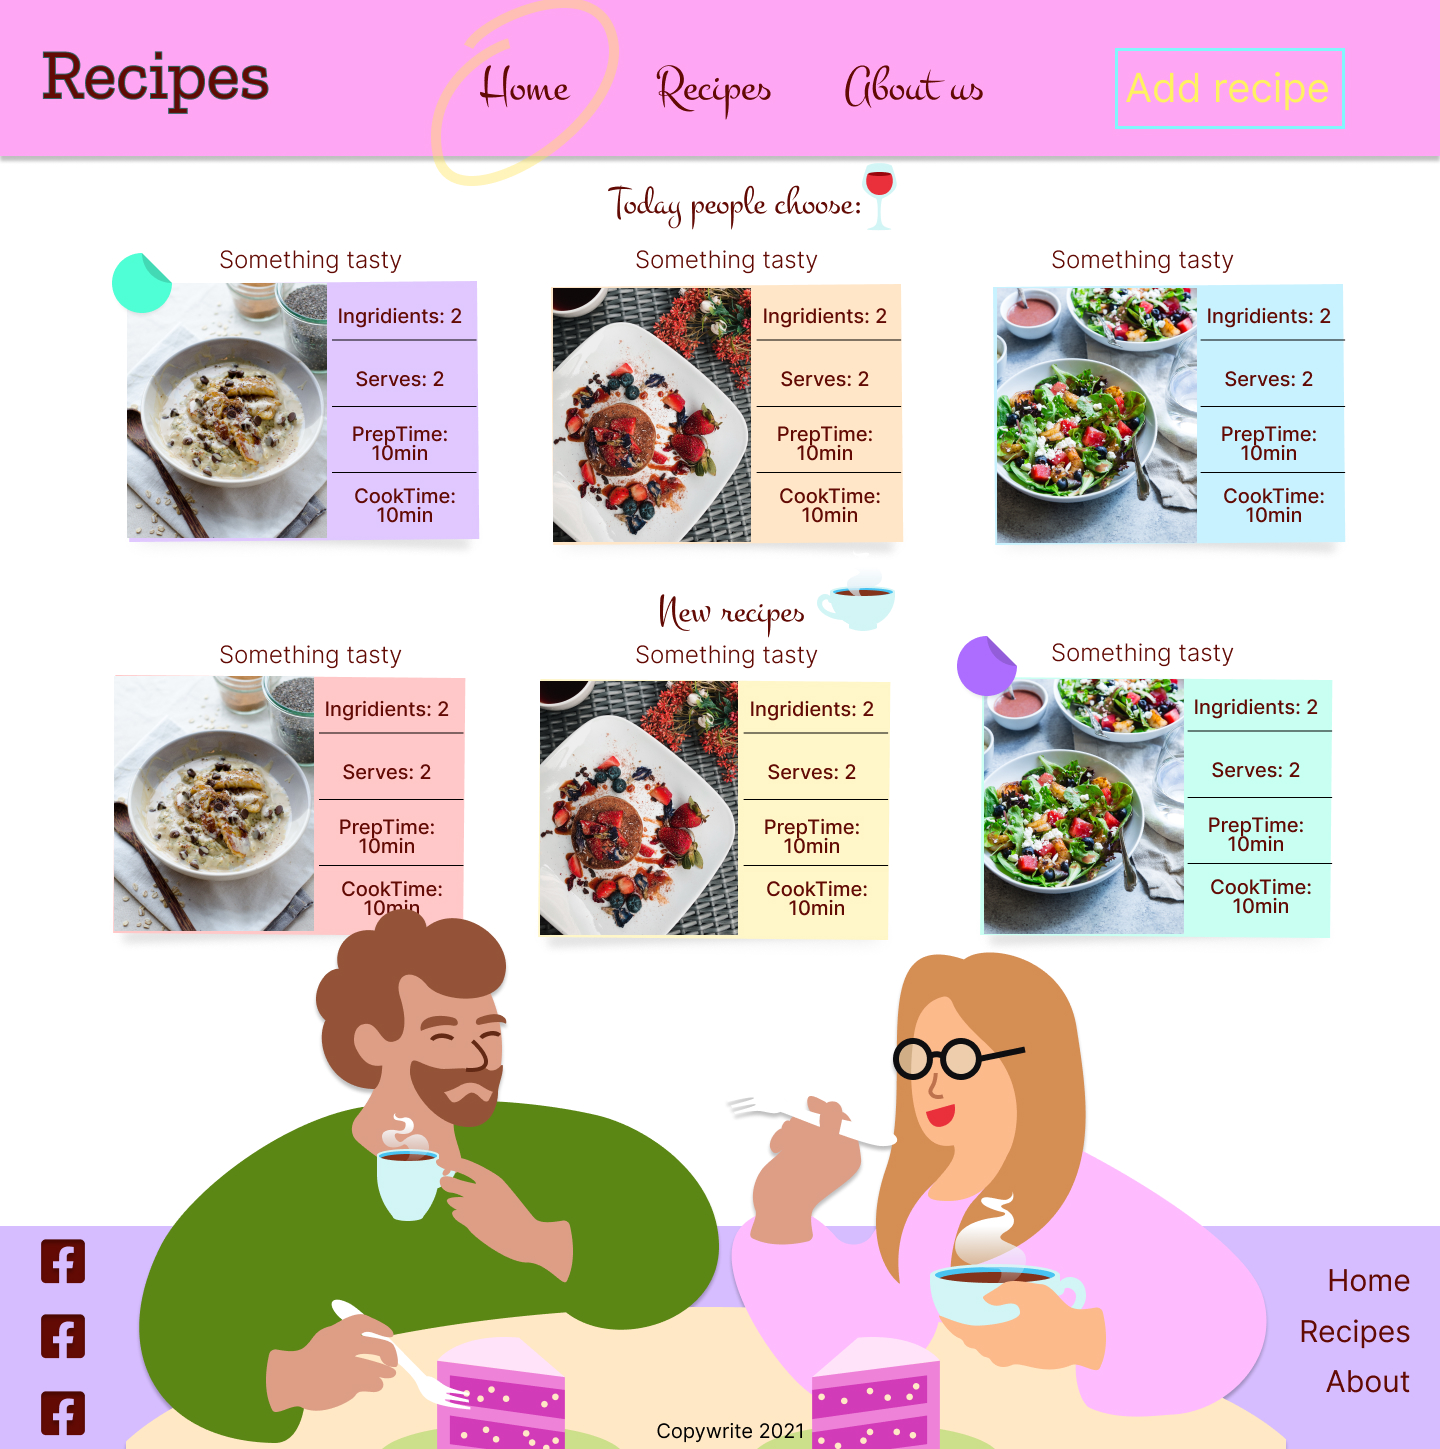 Recipes
Home
Recipes
About us
Add recipe
Today people choose:
Something tasty
Something tasty
Something tasty
Ingridients: 2
Serves: 2
PrepTime:
10min
CookTime:
10min
Ingridients: 2
Serves: 2
PrepTime:
10min
CookTime:
10min
Ingridients: 2
Serves: 2
PrepTime:
10min
CookTime:
10min
New recipes
Something tasty
Something tasty
Something tasty
Ingridients: 2
Serves: 2
PrepTime:
10min
CookTime:
10min
Ingridients: 2
Serves: 2
PrepTime:
10min
CookTime:
10min
Ingridients: 2
Serves: 2
PrepTime:
10min
CookTime:
10min
Home
Recipes
About
Copywrite 2021